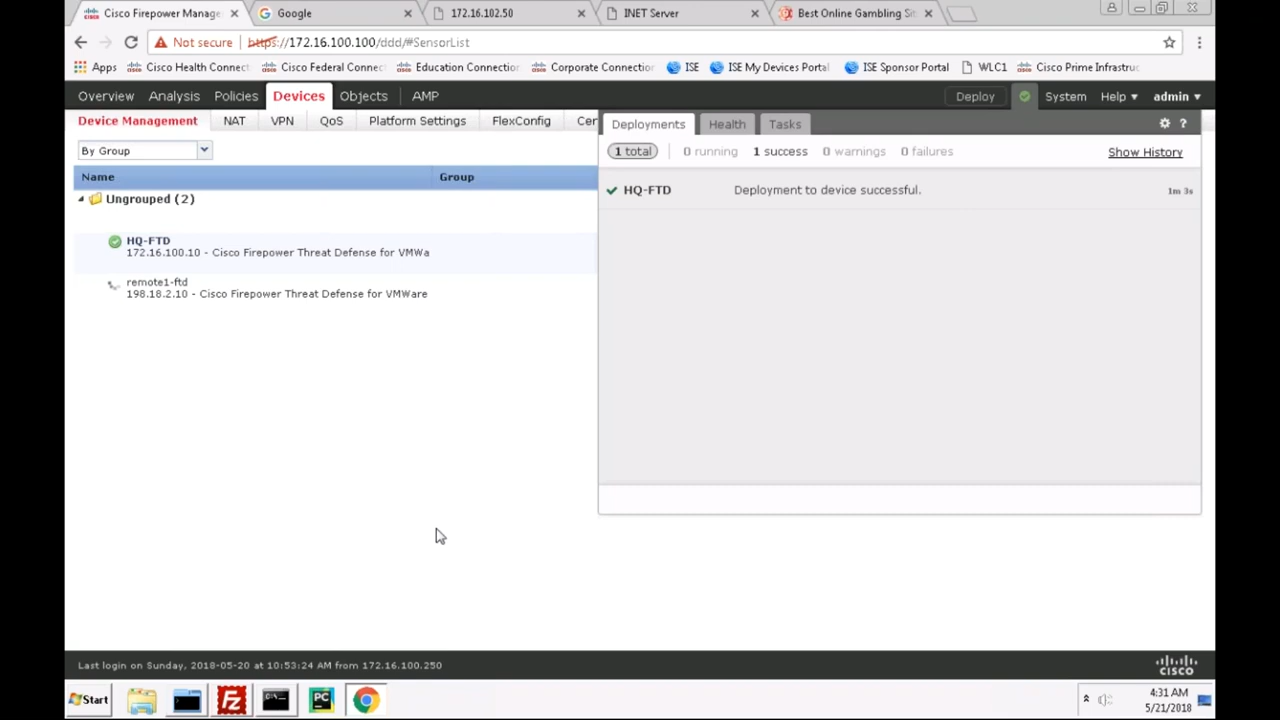 Cisco Firepower Manage
Google
172.16.102.50
INET Server
Best Online Gambling Sit
Not secure
https://172.16.100.100/ddd/#SensorList
Apps
Cisco Health Connect
Cisco Federal Connec
Education Connectio
Corporate Connection
ISE
ISE My Devices Portal
ISE Sponsor Portal
WLC1
Cisco Prime Infrastruc
Overview
Analysis
Policies
Devices
Objects
AMP
Deploy
System
Help
admin
Device Management
NAT
VPN
QoS
Platform Settings
FlexConfig
Cer
Deployments
Health
Tasks
?
By Group
1 total
0 running
1 success
0 warnings
0 failures
Show History
Name
Group
HQ-FTD
Deployment to device successful.
1m 3s
Ungrouped (2)
HQ-FTD
172.16.100.10 - Cisco Firepower Threat Defense for VMWa
remote1-ftd
198.18.2.10 - Cisco Firepower Threat Defense for VMWare
Last login on Sunday, 2018-05-20 at 10:53:24 AM from 172.16.100.250
CISCO
Start
Fz
PC
4:31 AM
5/21/2018